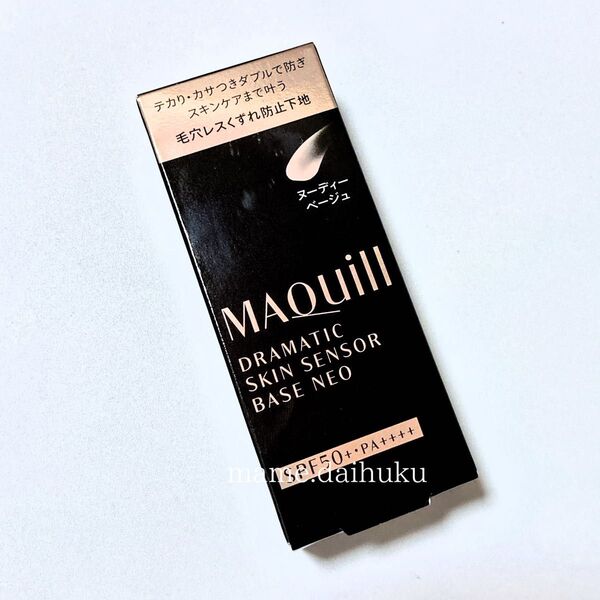 テカリ・カサつきダブルで防ぎ
スキンケアまで叶う
毛穴レスくずれ防止下地
ヌーディー
ベージュ
MAQuill
DRAMATIC
SKIN SENSOR
BASE NEO
SPF50+・PA++++
mame.daihuku